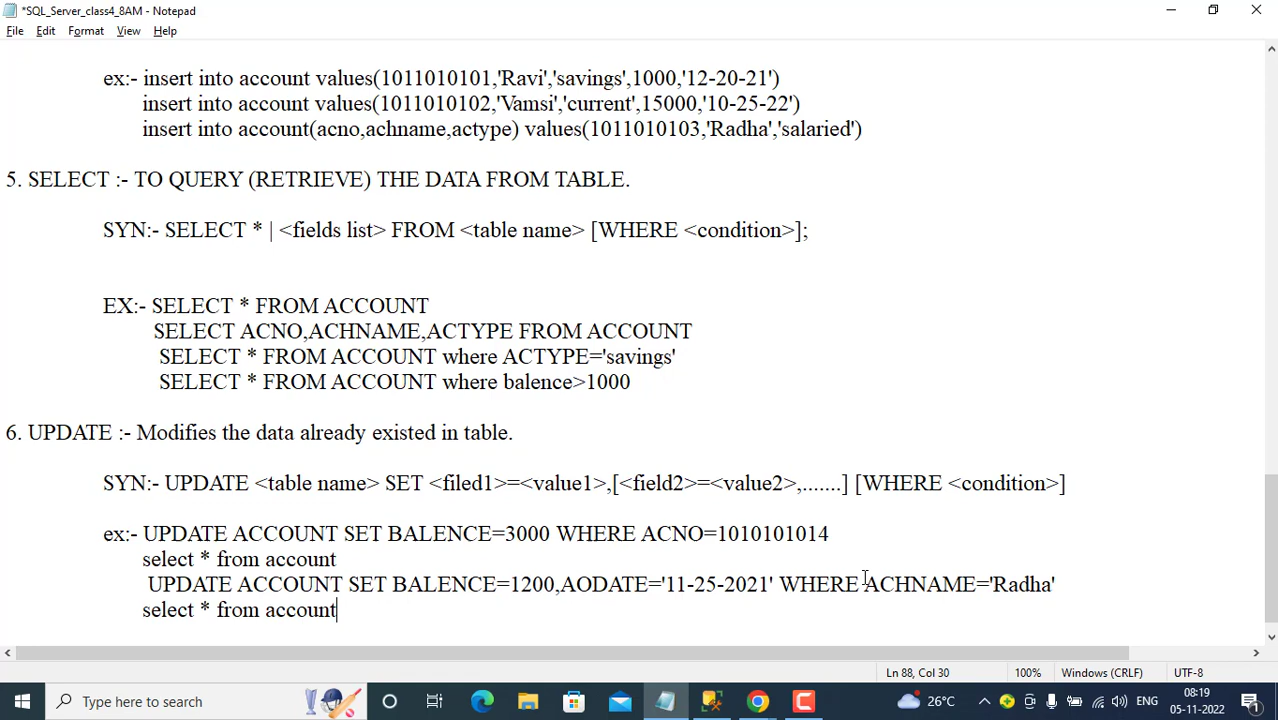 *SQL_Server_class4_8AM - Notepad
File Edit Format View Help
ex:- insert into account values(1011010101,'Ravi','savings',1000,'12-20-21')
insert into account values(1011010102,'Vamsi','current',15000,'10-25-22')
insert into account(acno,achname,actype) values(1011010103,'Radha','salaried')
5. SELECT :- TO QUERY (RETRIEVE) THE DATA FROM TABLE.
SYN:- SELECT * | <fields list> FROM <table name> [WHERE <condition>];
EX:- SELECT * FROM ACCOUNT
SELECT ACNO,ACHNAME,ACTYPE FROM ACCOUNT
SELECT * FROM ACCOUNT where ACTYPE='savings'
SELECT * FROM ACCOUNT where balence>1000
6. UPDATE :- Modifies the data already existed in table.
SYN:- UPDATE <table name> SET <filed1>=<value1>,[<field2>=<value2>,.......] [WHERE <condition>]
ex:- UPDATE ACCOUNT SET BALENCE=3000 WHERE ACNO=1010101014
select * from account
UPDATE ACCOUNT SET BALENCE=1200,AODATE='11-25-2021' WHERE ACHNAME='Radha'
select * from account
Ln 88, Col 30 100% Windows (CRLF) UTF-8
Type here to search 26°C ENG 08:19
05-11-2022